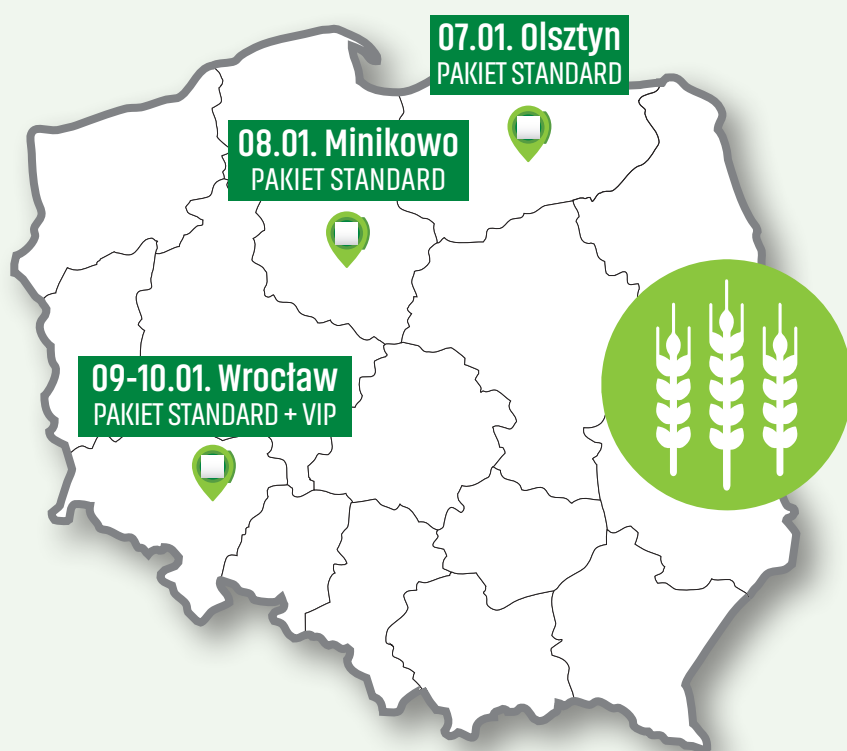 07.01. Olsztyn
PAKIET STANDARD
08.01. Minikowo
PAKIET STANDARD
09-10.01. Wrocław
PAKIET STANDARD + VIP